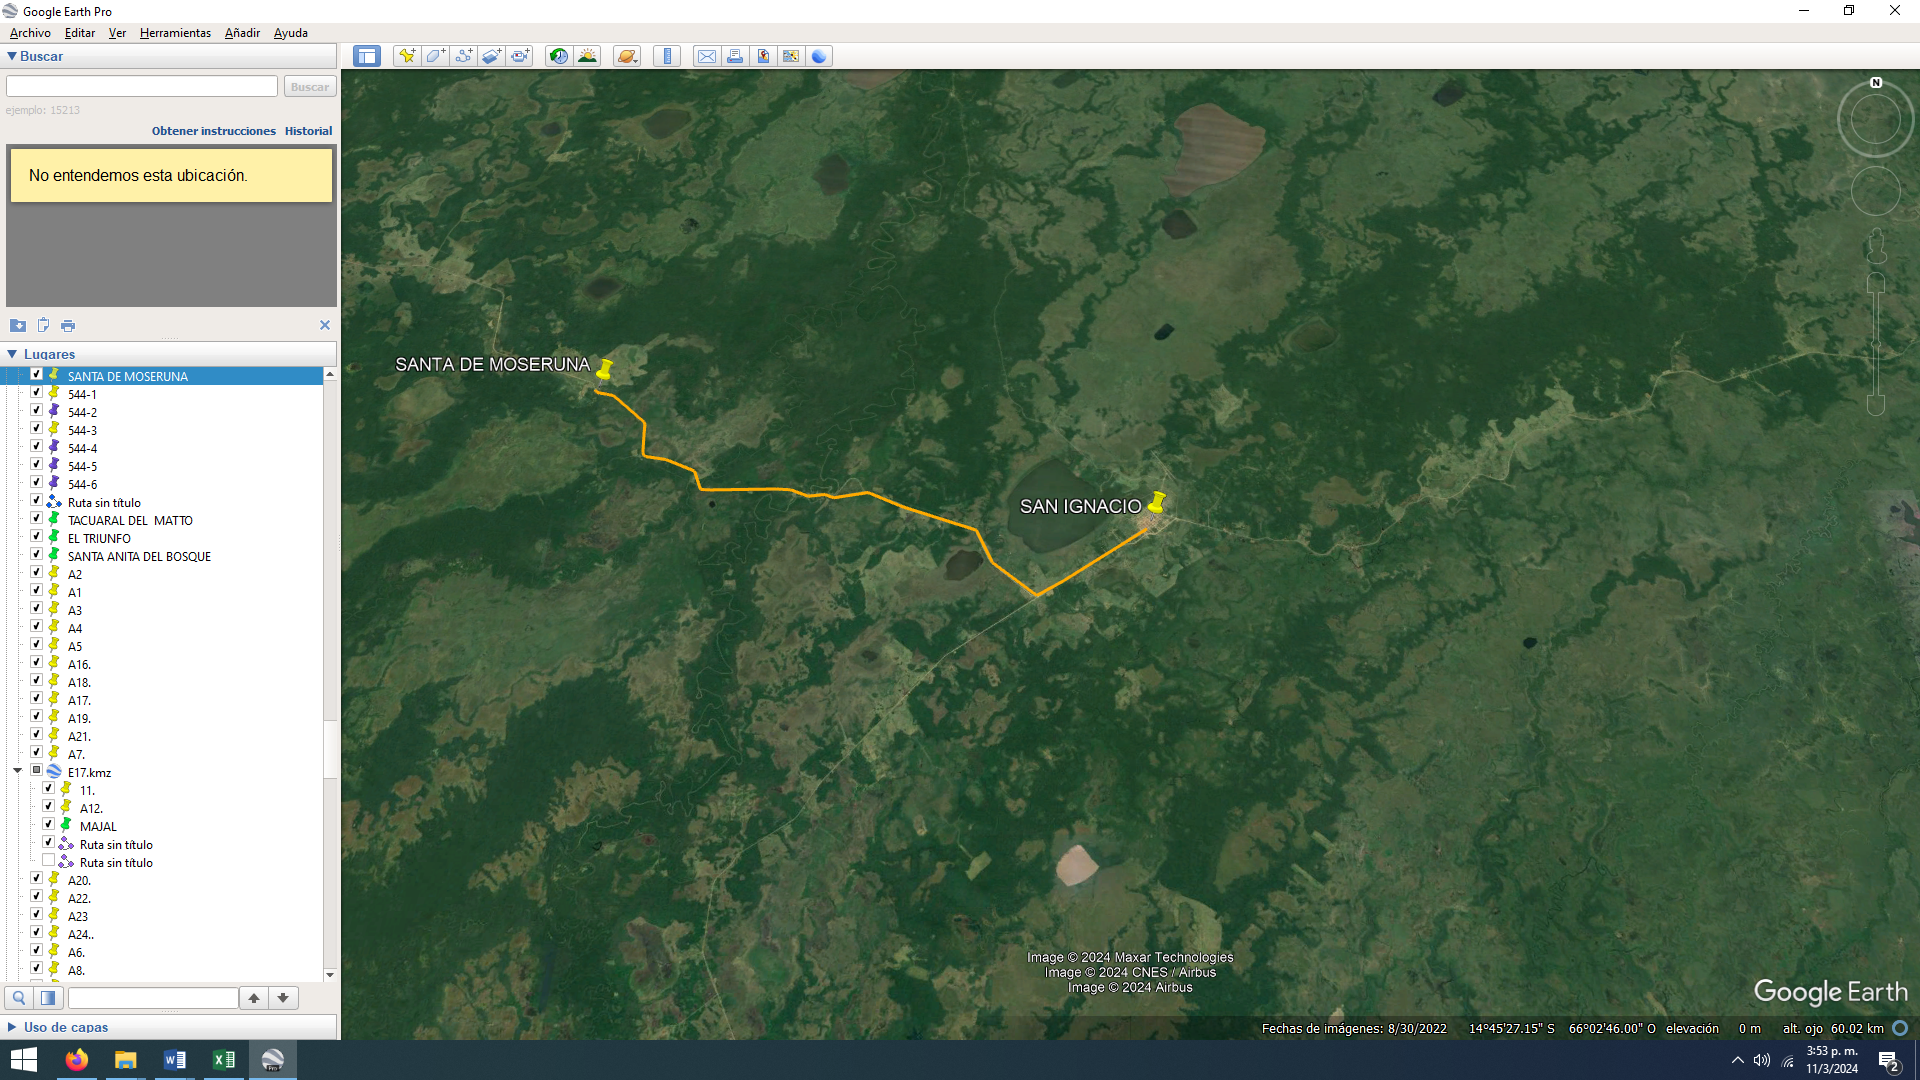 Google Earth Pro
Archivo Editar Ver Herramientas Añadir Ayuda
Buscar
Buscar
ejemplo: 15213
Obtener instrucciones Historial
No entendemos esta ubicación.
Lugares
SANTA DE MOSERUNA
544-1
544-2
544-3
544-4
544-5
544-6
Ruta sin título
TACUARAL DEL MATTO
EL TRIUNFO
SANTA ANITA DEL BOSQUE
A2
A1
A3
A4
A5
A16.
A18.
A17.
A19.
A21.
A7.
E17.kmz
11.
A12.
MAJAL
Ruta sin título
Ruta sin título
A20.
A22.
A23
A24..
A6.
A8.
Uso de capas
N
SANTA DE MOSERUNA
SAN IGNACIO
Image © 2024 Maxar Technologies
Image © 2024 CNES / Airbus
Image © 2024 Airbus
Google Earth
Fechas de imágenes: 8/30/2022 14°45'27.15" S 66°02'46.00" O elevación 0 m alt. ojo 60.02 km
3:53 p. m.
11/3/2024
2